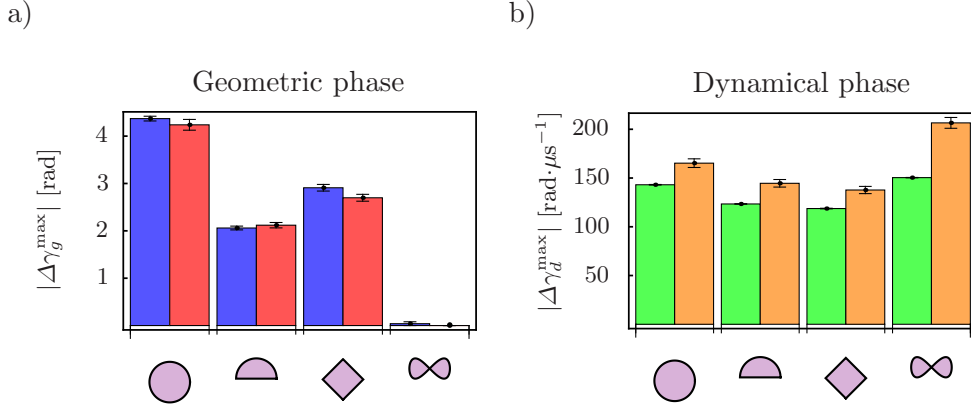 a)
Geometric phase
|Δγ_g^max| [rad]
4
3
2
1
b)
Dynamical phase
|Δγ_d^max| [rad·μs⁻¹]
200
150
100
50